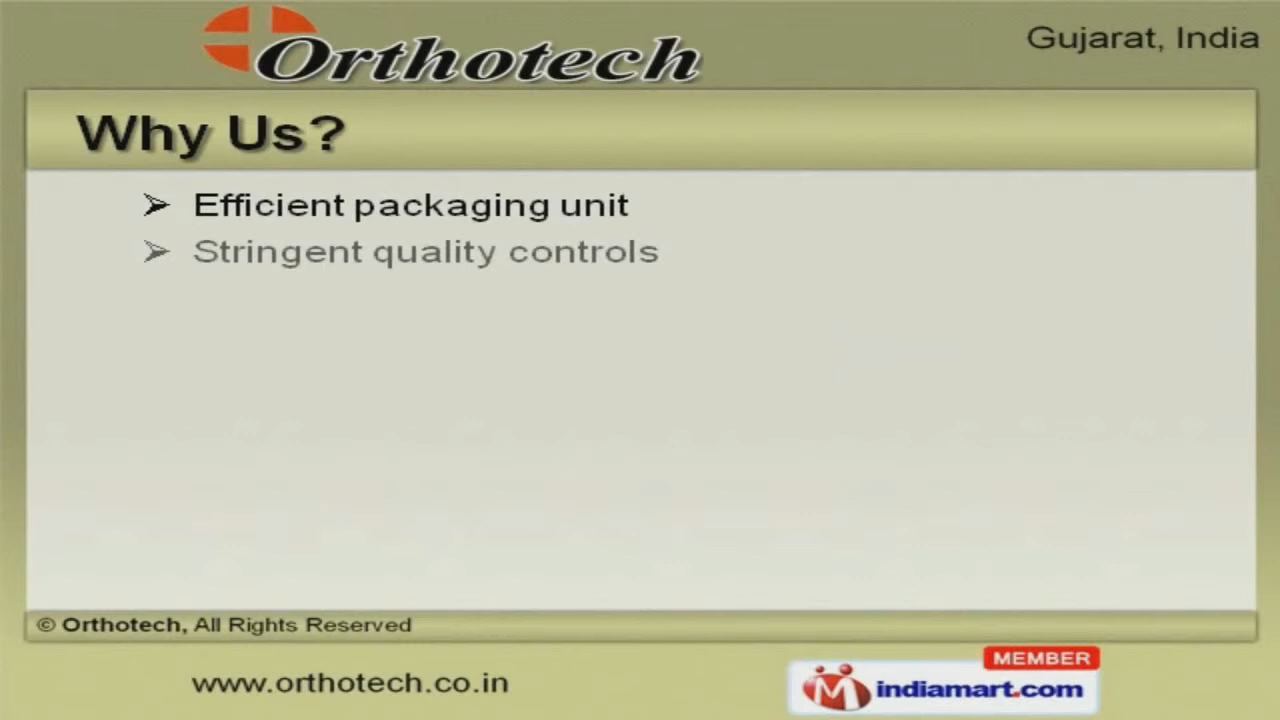 Orthotech
Gujarat, India
Why Us?
➢ Efficient packaging unit
➢ Stringent quality controls
© Orthotech, All Rights Reserved
www.orthotech.co.in
MEMBER
indiamart.com